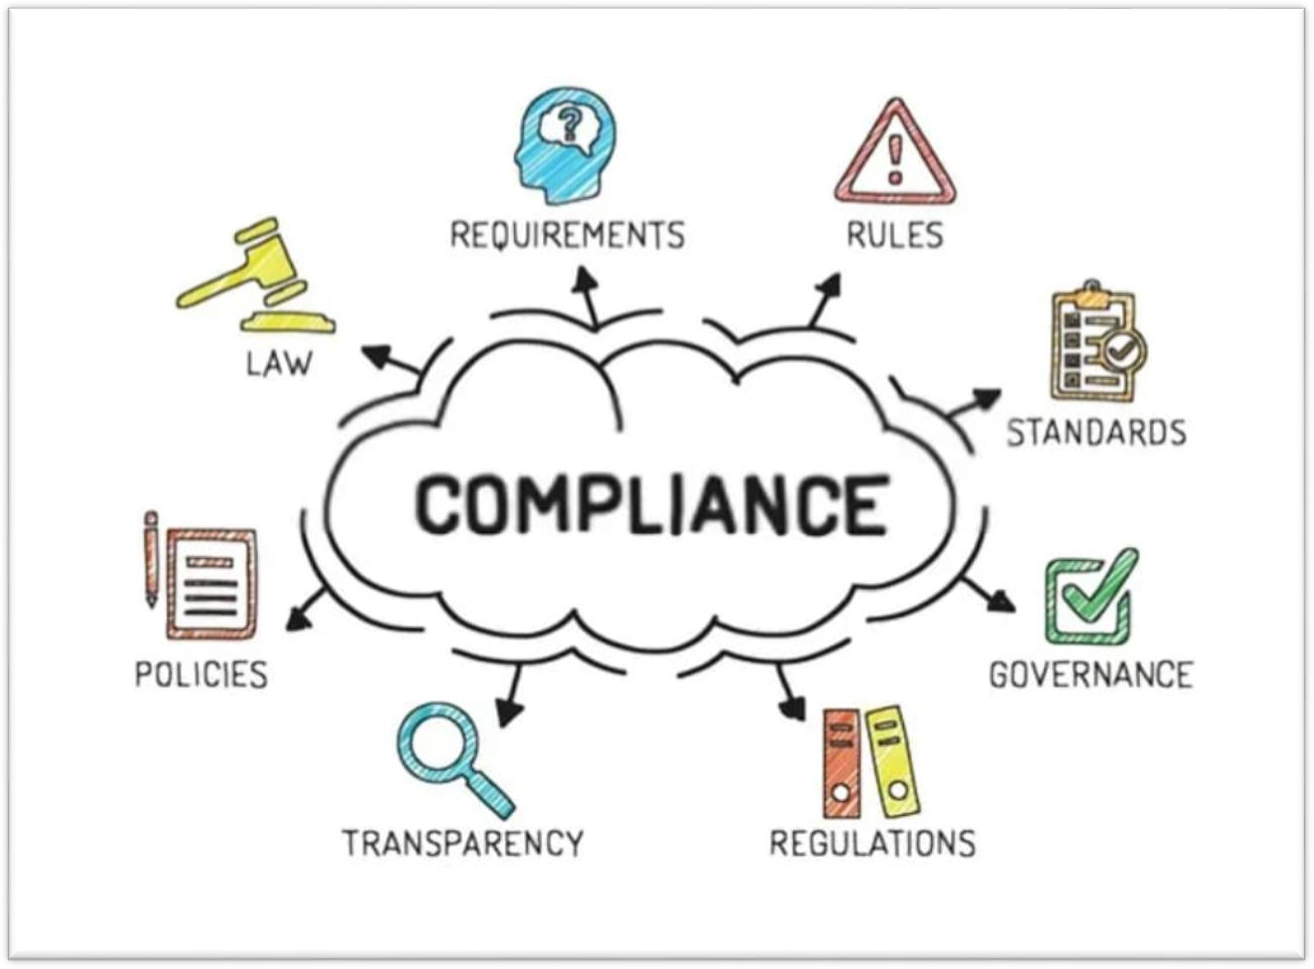 REQUIREMENTS
RULES
LAW
STANDARDS
COMPLIANCE
POLICIES
GOVERNANCE
TRANSPARENCY
REGULATIONS